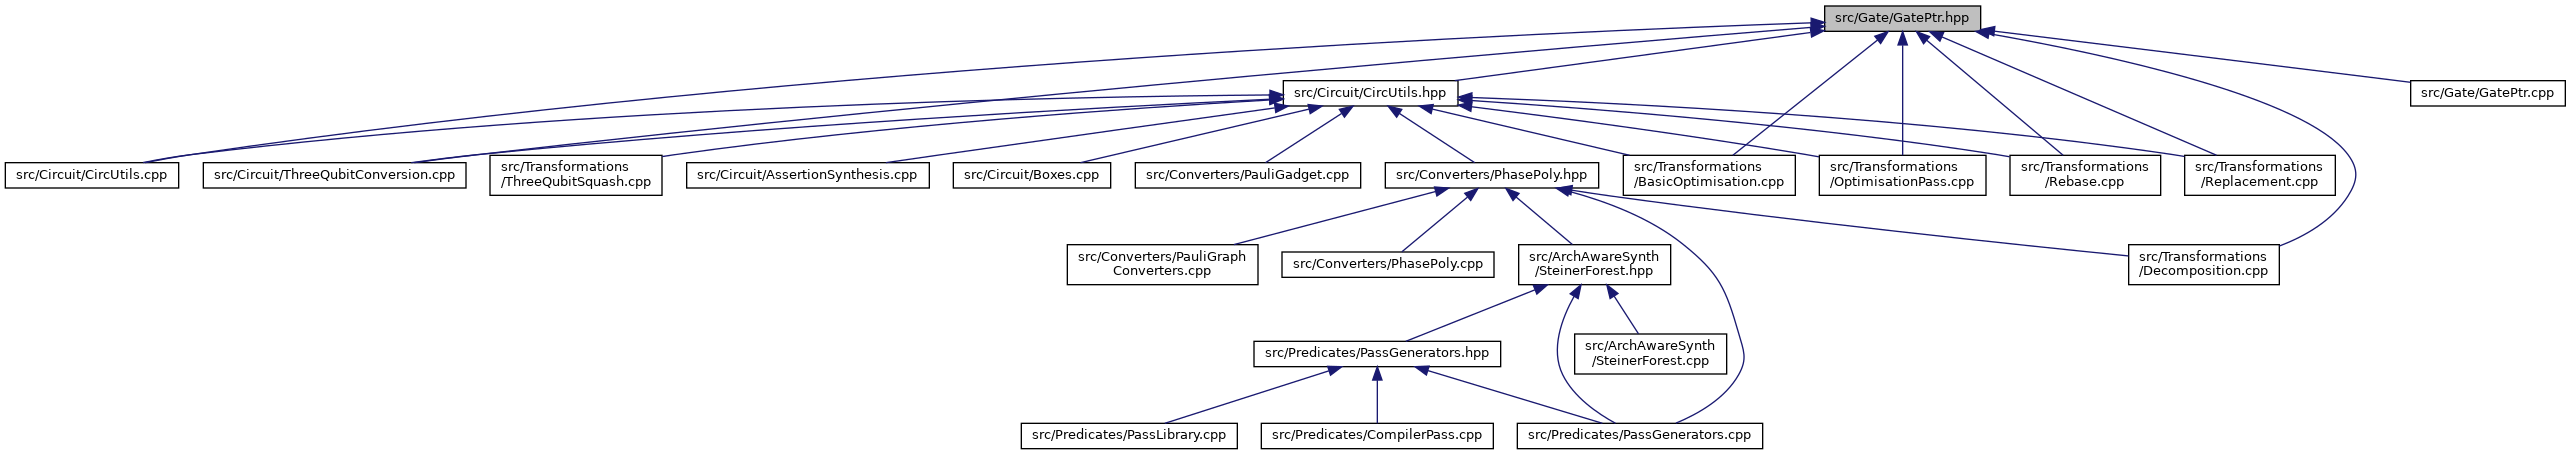 src/Gate/GatePtr.hpp
src/Circuit/CircUtils.hpp
src/Gate/GatePtr.cpp
src/Circuit/CircUtils.cpp
src/Circuit/ThreeQubitConversion.cpp
src/Transformations
/ThreeQubitSquash.cpp
src/Circuit/AssertionSynthesis.cpp
src/Circuit/Boxes.cpp
src/Converters/PauliGadget.cpp
src/Converters/PhasePoly.hpp
src/Transformations
/BasicOptimisation.cpp
src/Transformations
/OptimisationPass.cpp
src/Transformations
/Rebase.cpp
src/Transformations
/Replacement.cpp
src/Converters/PauliGraph
Converters.cpp
src/Converters/PhasePoly.cpp
src/ArchAwareSynth
/SteinerForest.hpp
src/Transformations
/Decomposition.cpp
src/Predicates/PassGenerators.hpp
src/ArchAwareSynth
/SteinerForest.cpp
src/Predicates/PassLibrary.cpp
src/Predicates/CompilerPass.cpp
src/Predicates/PassGenerators.cpp